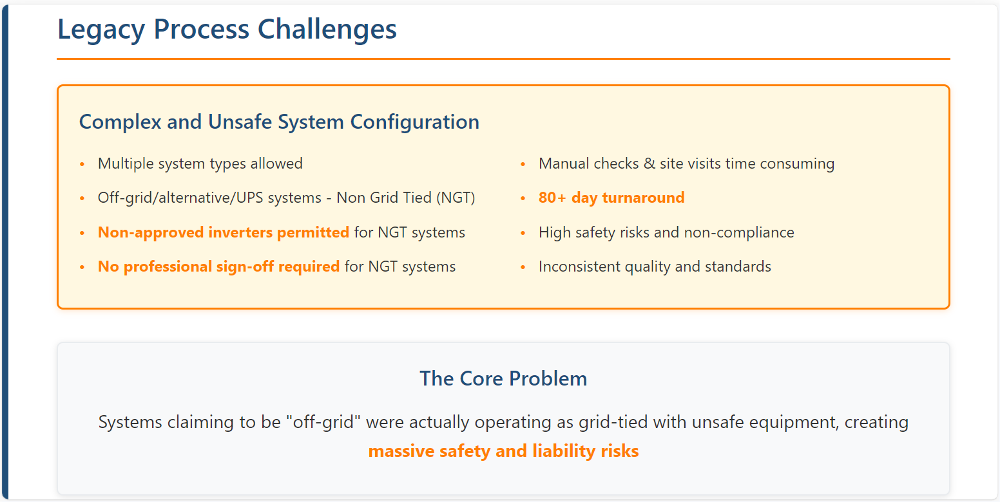 Legacy Process Challenges
Complex and Unsafe System Configuration
• Multiple system types allowed
• Off-grid/alternative/UPS systems - Non Grid Tied (NGT)
• Non-approved inverters permitted for NGT systems
• No professional sign-off required for NGT systems
• Manual checks & site visits time consuming
• 80+ day turnaround
• High safety risks and non-compliance
• Inconsistent quality and standards
The Core Problem
Systems claiming to be "off-grid" were actually operating as grid-tied with unsafe equipment, creating
massive safety and liability risks